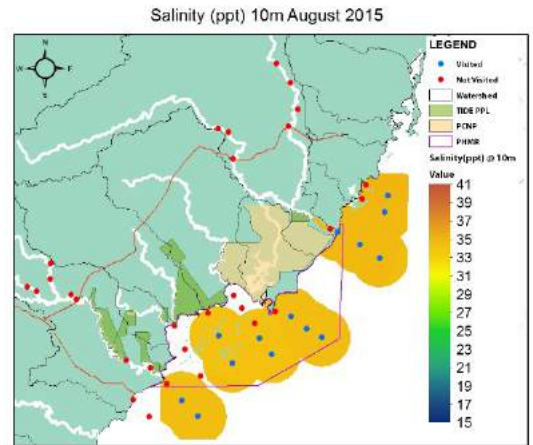 Salinity (ppt) 10m August 2015
N
W
E
S
LEGEND
Visited
Not Visited
Watershed
TIDE PPL
PCNP
PHMR
Salinity(ppt) @ 10m
Value
41
39
37
35
33
31
29
27
25
23
21
19
17
15